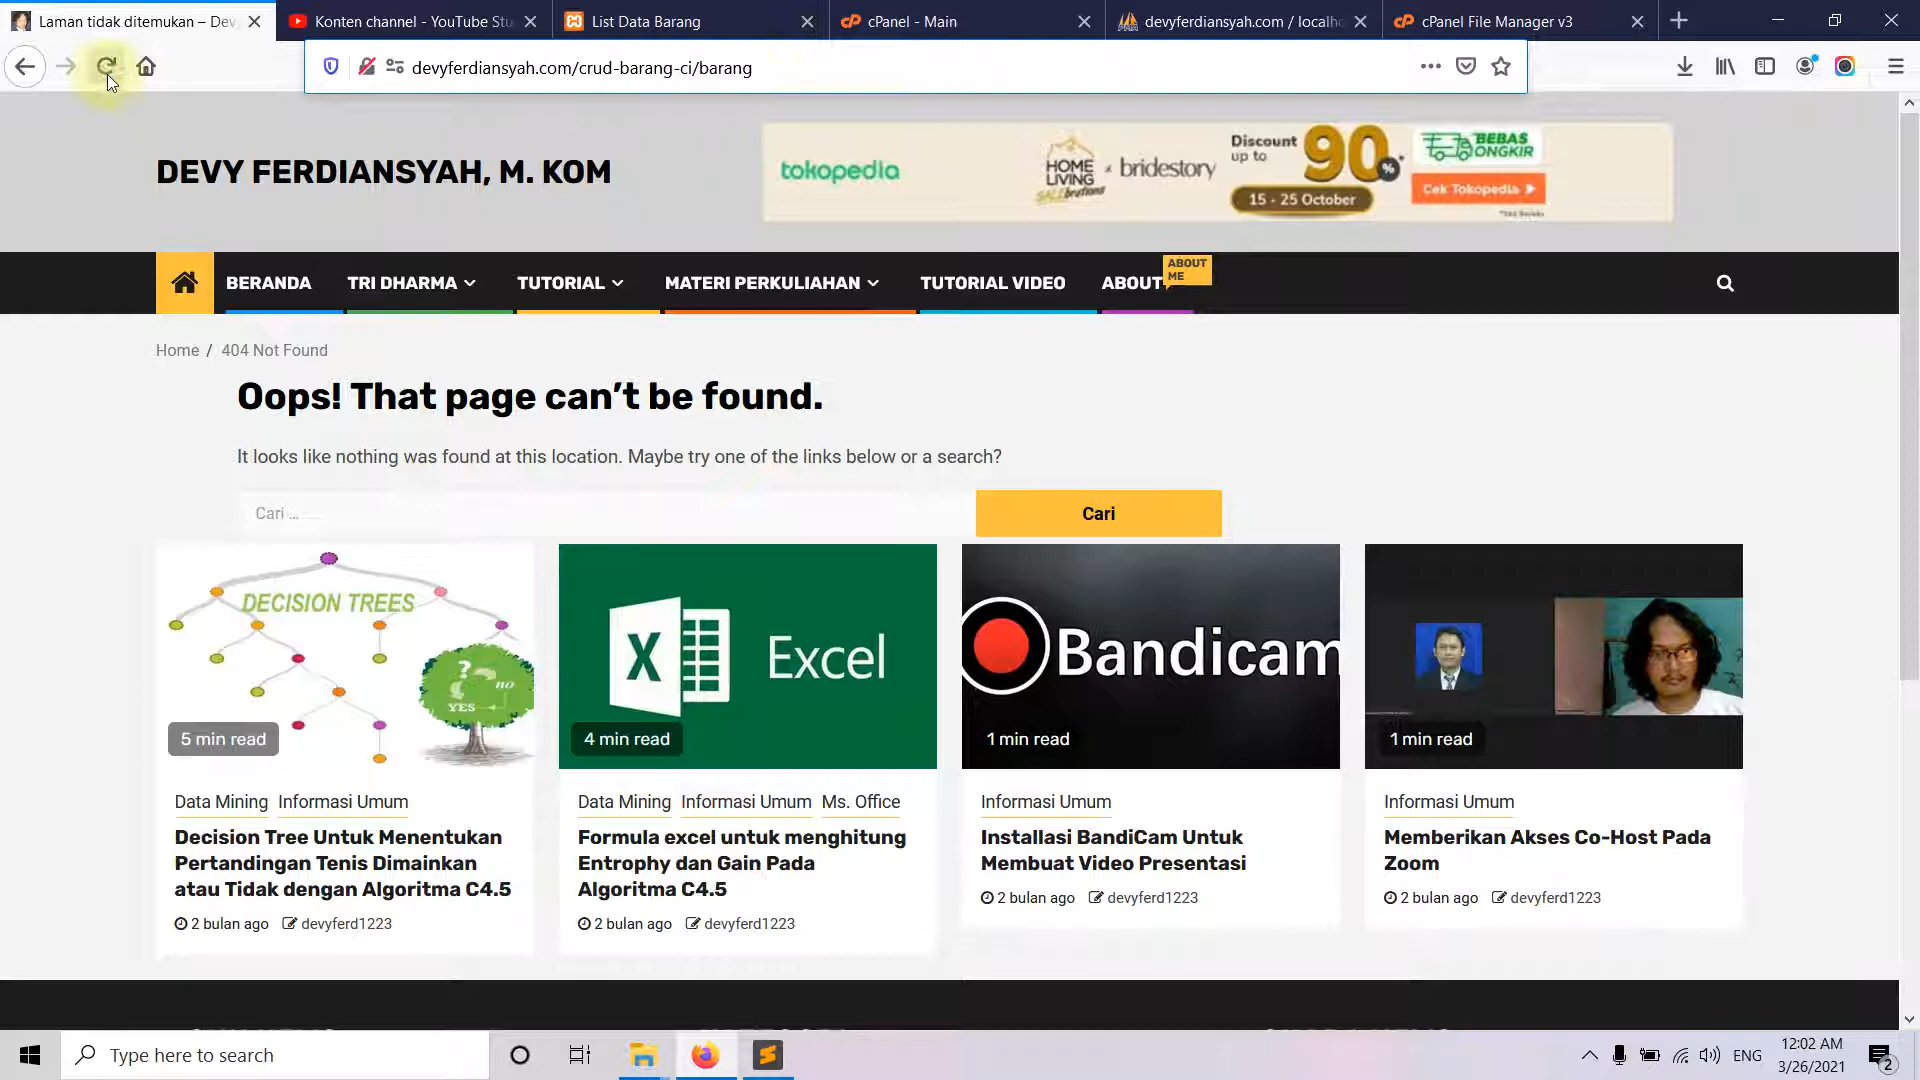 Laman tidak ditemukan – Dev
Konten channel - YouTube Stu
List Data Barang
cPanel - Main
devyferdiansyah.com / localho
cPanel File Manager v3
devyferdiansyah.com/crud-barang-ci/barang
DEVY FERDIANSYAH, M. KOM
tokopedia
HOME
LIVING
SALEbrations
x bridestory
Discount
up to
90%*
15 - 25 October
BEBAS
ONGKIR
Cek Tokopedia
BERANDA
TRI DHARMA
TUTORIAL
MATERI PERKULIAHAN
TUTORIAL VIDEO
ABOUT
ABOUT
ME
Home / 404 Not Found
Oops! That page can’t be found.
It looks like nothing was found at this location. Maybe try one of the links below or a search?
Cari …
Cari
DECISION TREES
?
no
YES
5 min read
X
Excel
4 min read
Bandicam
1 min read
1 min read
Data Mining Informasi Umum
Decision Tree Untuk Menentukan
Pertandingan Tenis Dimainkan
atau Tidak dengan Algoritma C4.5
2 bulan ago devyferd1223
Data Mining Informasi Umum Ms. Office
Formula excel untuk menghitung
Entrophy dan Gain Pada
Algoritma C4.5
2 bulan ago devyferd1223
Informasi Umum
Installasi BandiCam Untuk
Membuat Video Presentasi
2 bulan ago devyferd1223
Informasi Umum
Memberikan Akses Co-Host Pada
Zoom
2 bulan ago devyferd1223
Type here to search
ENG
12:02 AM
3/26/2021
2